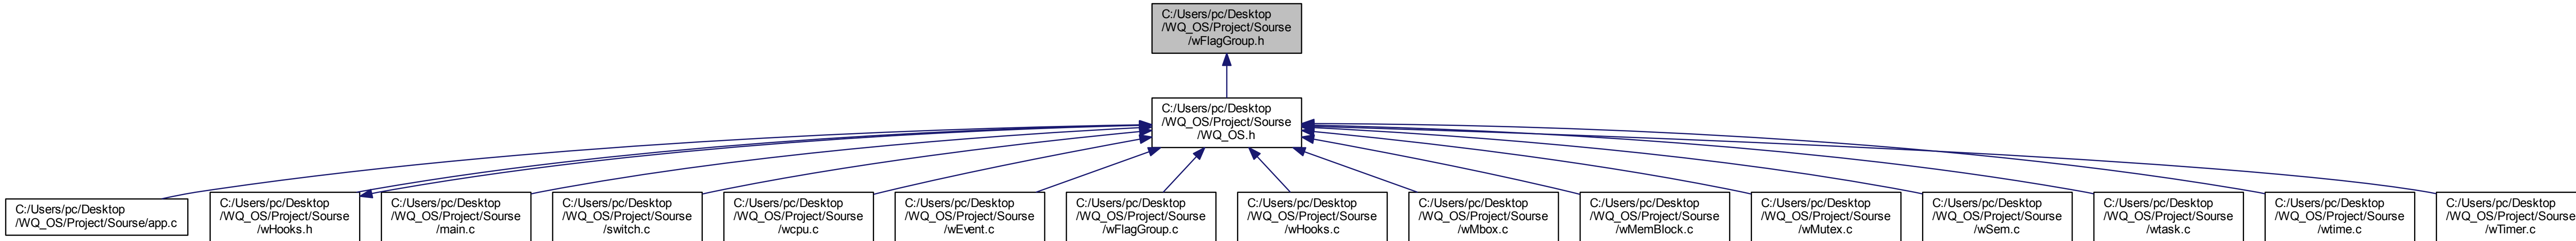 C:/Users/pc/Desktop
/WQ_OS/Project/Sourse
/wFlagGroup.h
C:/Users/pc/Desktop
/WQ_OS/Project/Sourse
/WQ_OS.h
C:/Users/pc/Desktop
/WQ_OS/Project/Sourse/app.c
C:/Users/pc/Desktop
/WQ_OS/Project/Sourse
/wHooks.h
C:/Users/pc/Desktop
/WQ_OS/Project/Sourse
/main.c
C:/Users/pc/Desktop
/WQ_OS/Project/Sourse
/switch.c
C:/Users/pc/Desktop
/WQ_OS/Project/Sourse
/wcpu.c
C:/Users/pc/Desktop
/WQ_OS/Project/Sourse
/wEvent.c
C:/Users/pc/Desktop
/WQ_OS/Project/Sourse
/wFlagGroup.c
C:/Users/pc/Desktop
/WQ_OS/Project/Sourse
/wHooks.c
C:/Users/pc/Desktop
/WQ_OS/Project/Sourse
/wMbox.c
C:/Users/pc/Desktop
/WQ_OS/Project/Sourse
/wMemBlock.c
C:/Users/pc/Desktop
/WQ_OS/Project/Sourse
/wMutex.c
C:/Users/pc/Desktop
/WQ_OS/Project/Sourse
/wSem.c
C:/Users/pc/Desktop
/WQ_OS/Project/Sourse
/wtask.c
C:/Users/pc/Desktop
/WQ_OS/Project/Sourse
/wtime.c
C:/Users/pc/Desktop
/WQ_OS/Project/Sourse
/wTimer.c